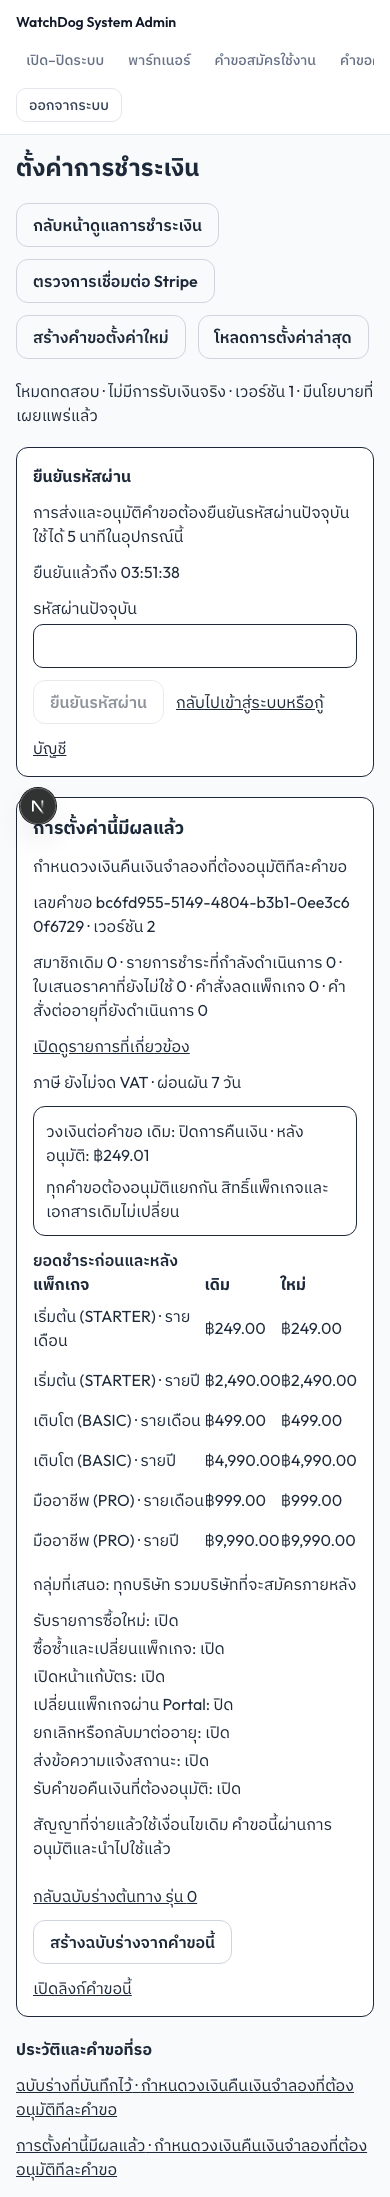 WatchDog System Admin
เปิด-ปิดระบบ พาร์ทเนอร์ คำขอสมัครใช้งาน
ออกจากระบบ
ตั้งค่าการชำระเงิน
กลับหน้าดูแลการชำระเงิน
ตรวจการเชื่อมต่อ Stripe
สร้างคำขอตั้งค่าใหม่ โหลดการตั้งค่าล่าสุด
โหมดทดสอบ · ไม่มีการรับเงินจริง · เวอร์ชัน 1 · มีนโยบายที่
เผยแพร่แล้ว
ยืนยันรหัสผ่าน
การส่งและอนุมัติคำขอต้องยืนยันรหัสผ่านปัจจุบัน
ใช้ได้ 5 นาทีในอุปกรณ์นี้
ยืนยันแล้วถึง 03:51:38
รหัสผ่านปัจจุบัน
ยืนยันรหัสผ่าน กลับไปเข้าสู่ระบบหรือกู้
บัญชี
N
การตั้งค่านี้มีผลแล้ว
กำหนดวงเงินคืนเงินจำลองที่ต้องอนุมัติทีละคำขอ
เลขคำขอ bc6fd955-5149-4804-b3b1-0ee3c6
0f6729 · เวอร์ชัน 2
สมาชิกเดิม 0 · รายการชำระที่กำลังดำเนินการ 0 ·
ใบเสนอราคาที่ยังไม่ใช้ 0 · คำสั่งลดแพ็กเกจ 0 · คำ
สั่งต่ออายุที่ยังดำเนินการ 0
เปิดดูรายการที่เกี่ยวข้อง
ภาษี ยังไม่จด VAT · ผ่อนผัน 7 วัน
วงเงินต่อคำขอ เดิม: ปิดการคืนเงิน · หลัง
อนุมัติ: ฿249.01
ทุกคำขอต้องอนุมัติแยกกัน สิทธิ์แพ็กเกจและ
เอกสารเดิมไม่เปลี่ยน
ยอดชำระก่อนและหลัง
แพ็กเกจ เดิม ใหม่
เริ่มต้น (STARTER) · ราย
เดือน ฿249.00 ฿249.00
เริ่มต้น (STARTER) · รายปี ฿2,490.00 ฿2,490.00
เติบโต (BASIC) · รายเดือน ฿499.00 ฿499.00
เติบโต (BASIC) · รายปี ฿4,990.00 ฿4,990.00
มืออาชีพ (PRO) · รายเดือน ฿999.00 ฿999.00
มืออาชีพ (PRO) · รายปี ฿9,990.00 ฿9,990.00
กลุ่มที่เสนอ: ทุกบริษัท รวมบริษัทที่จะสมัครภายหลัง
รับรายการซื้อใหม่: เปิด
ซื้อซ้ำและเปลี่ยนแพ็กเกจ: เปิด
เปิดหน้าแก้บัตร: เปิด
เปลี่ยนแพ็กเกจผ่าน Portal: ปิด
ยกเลิกหรือกลับมาต่ออายุ: เปิด
ส่งข้อความแจ้งสถานะ: เปิด
รับคำขอคืนเงินที่ต้องอนุมัติ: เปิด
สัญญาที่จ่ายแล้วใช้เงื่อนไขเดิม คำขอนี้ผ่านการ
อนุมัติและนำไปใช้แล้ว
กลับฉบับร่างต้นทาง รุ่น 0
สร้างฉบับร่างจากคำขอนี้
เปิดลิงก์คำขอนี้
ประวัติและคำขอที่รอ
ฉบับร่างที่บันทึกไว้ · กำหนดวงเงินคืนเงินจำลองที่ต้อง
อนุมัติทีละคำขอ
การตั้งค่านี้มีผลแล้ว · กำหนดวงเงินคืนเงินจำลองที่ต้อง
อนุมัติทีละคำขอ